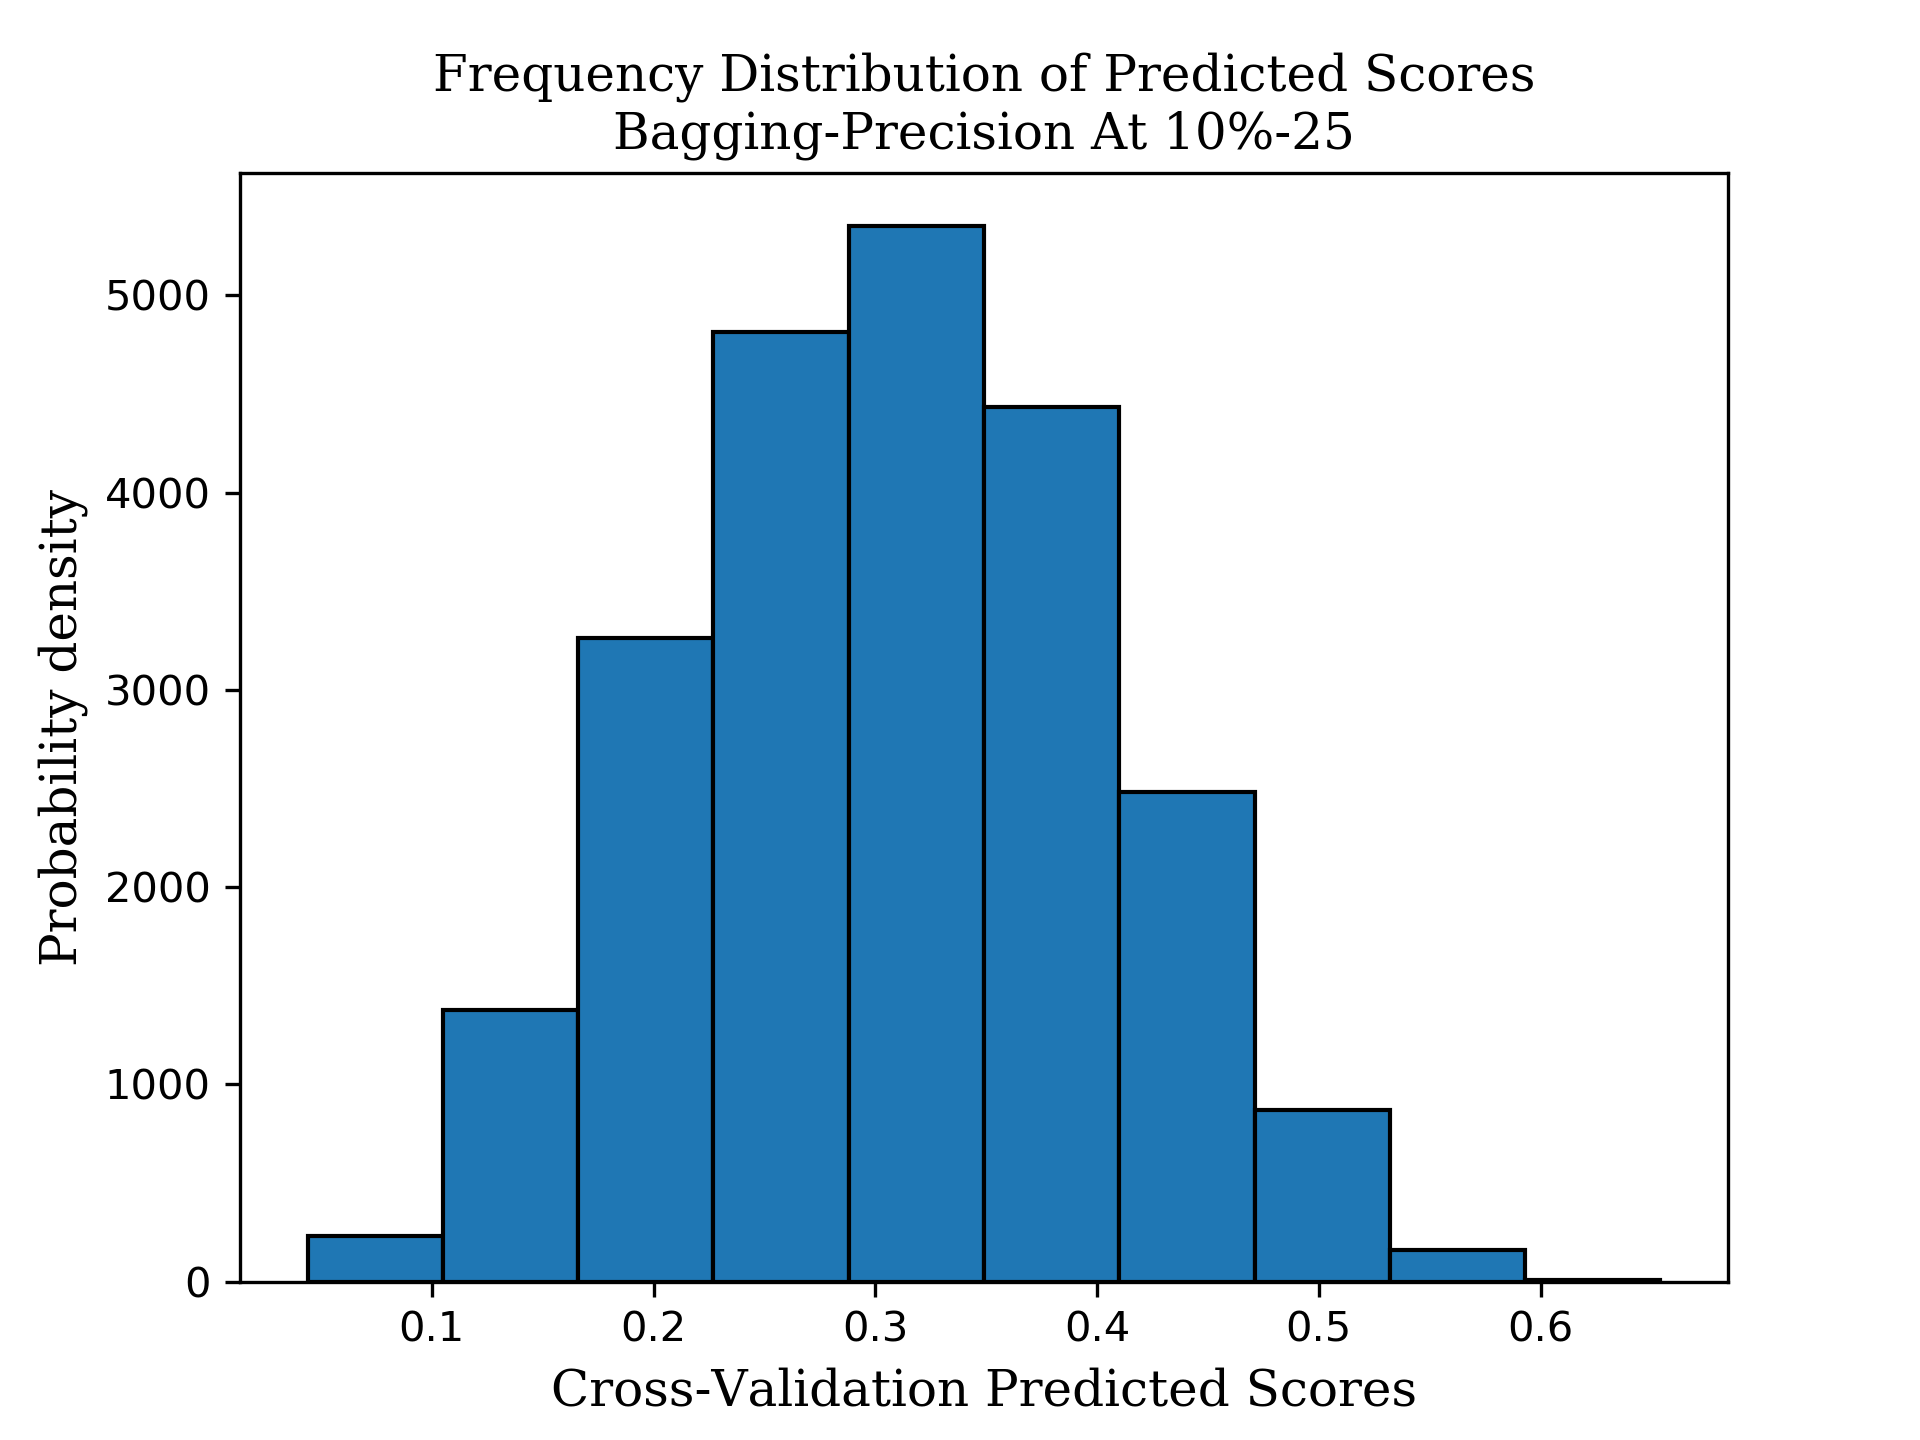 Frequency Distribution of Predicted Scores
Bagging-Precision At 10%-25
Probability density
5000
4000
3000
2000
1000
0
0.1 0.2 0.3 0.4 0.5 0.6
Cross-Validation Predicted Scores